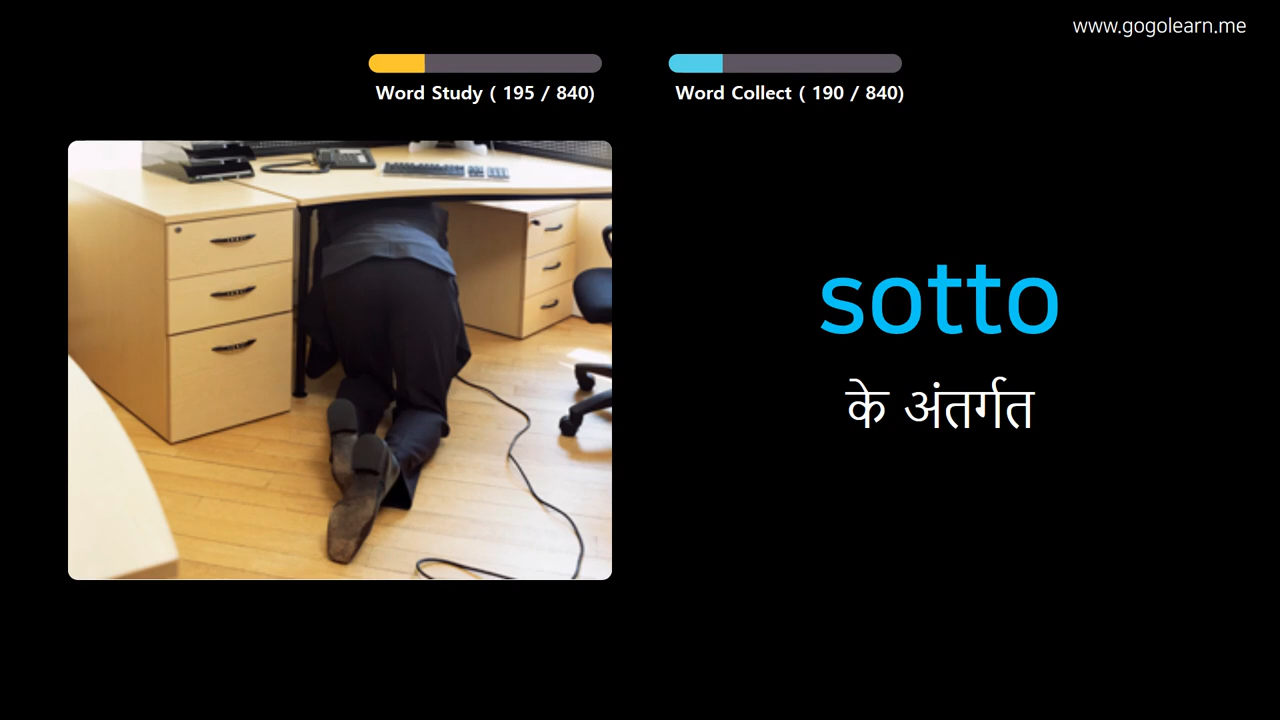 www.gogolearn.me
Word Study ( 195 / 840)
Word Collect ( 190 / 840)
sotto
के अंतर्गत